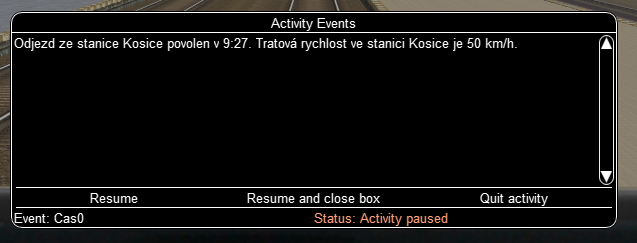 Activity Events
Odjezd ze stanice Kosice povolen v 9:27. Tratová rychlost ve stanici Kosice je 50 km/h.
Resume Resume and close box Quit activity
Event: Cas0 Status: Activity paused